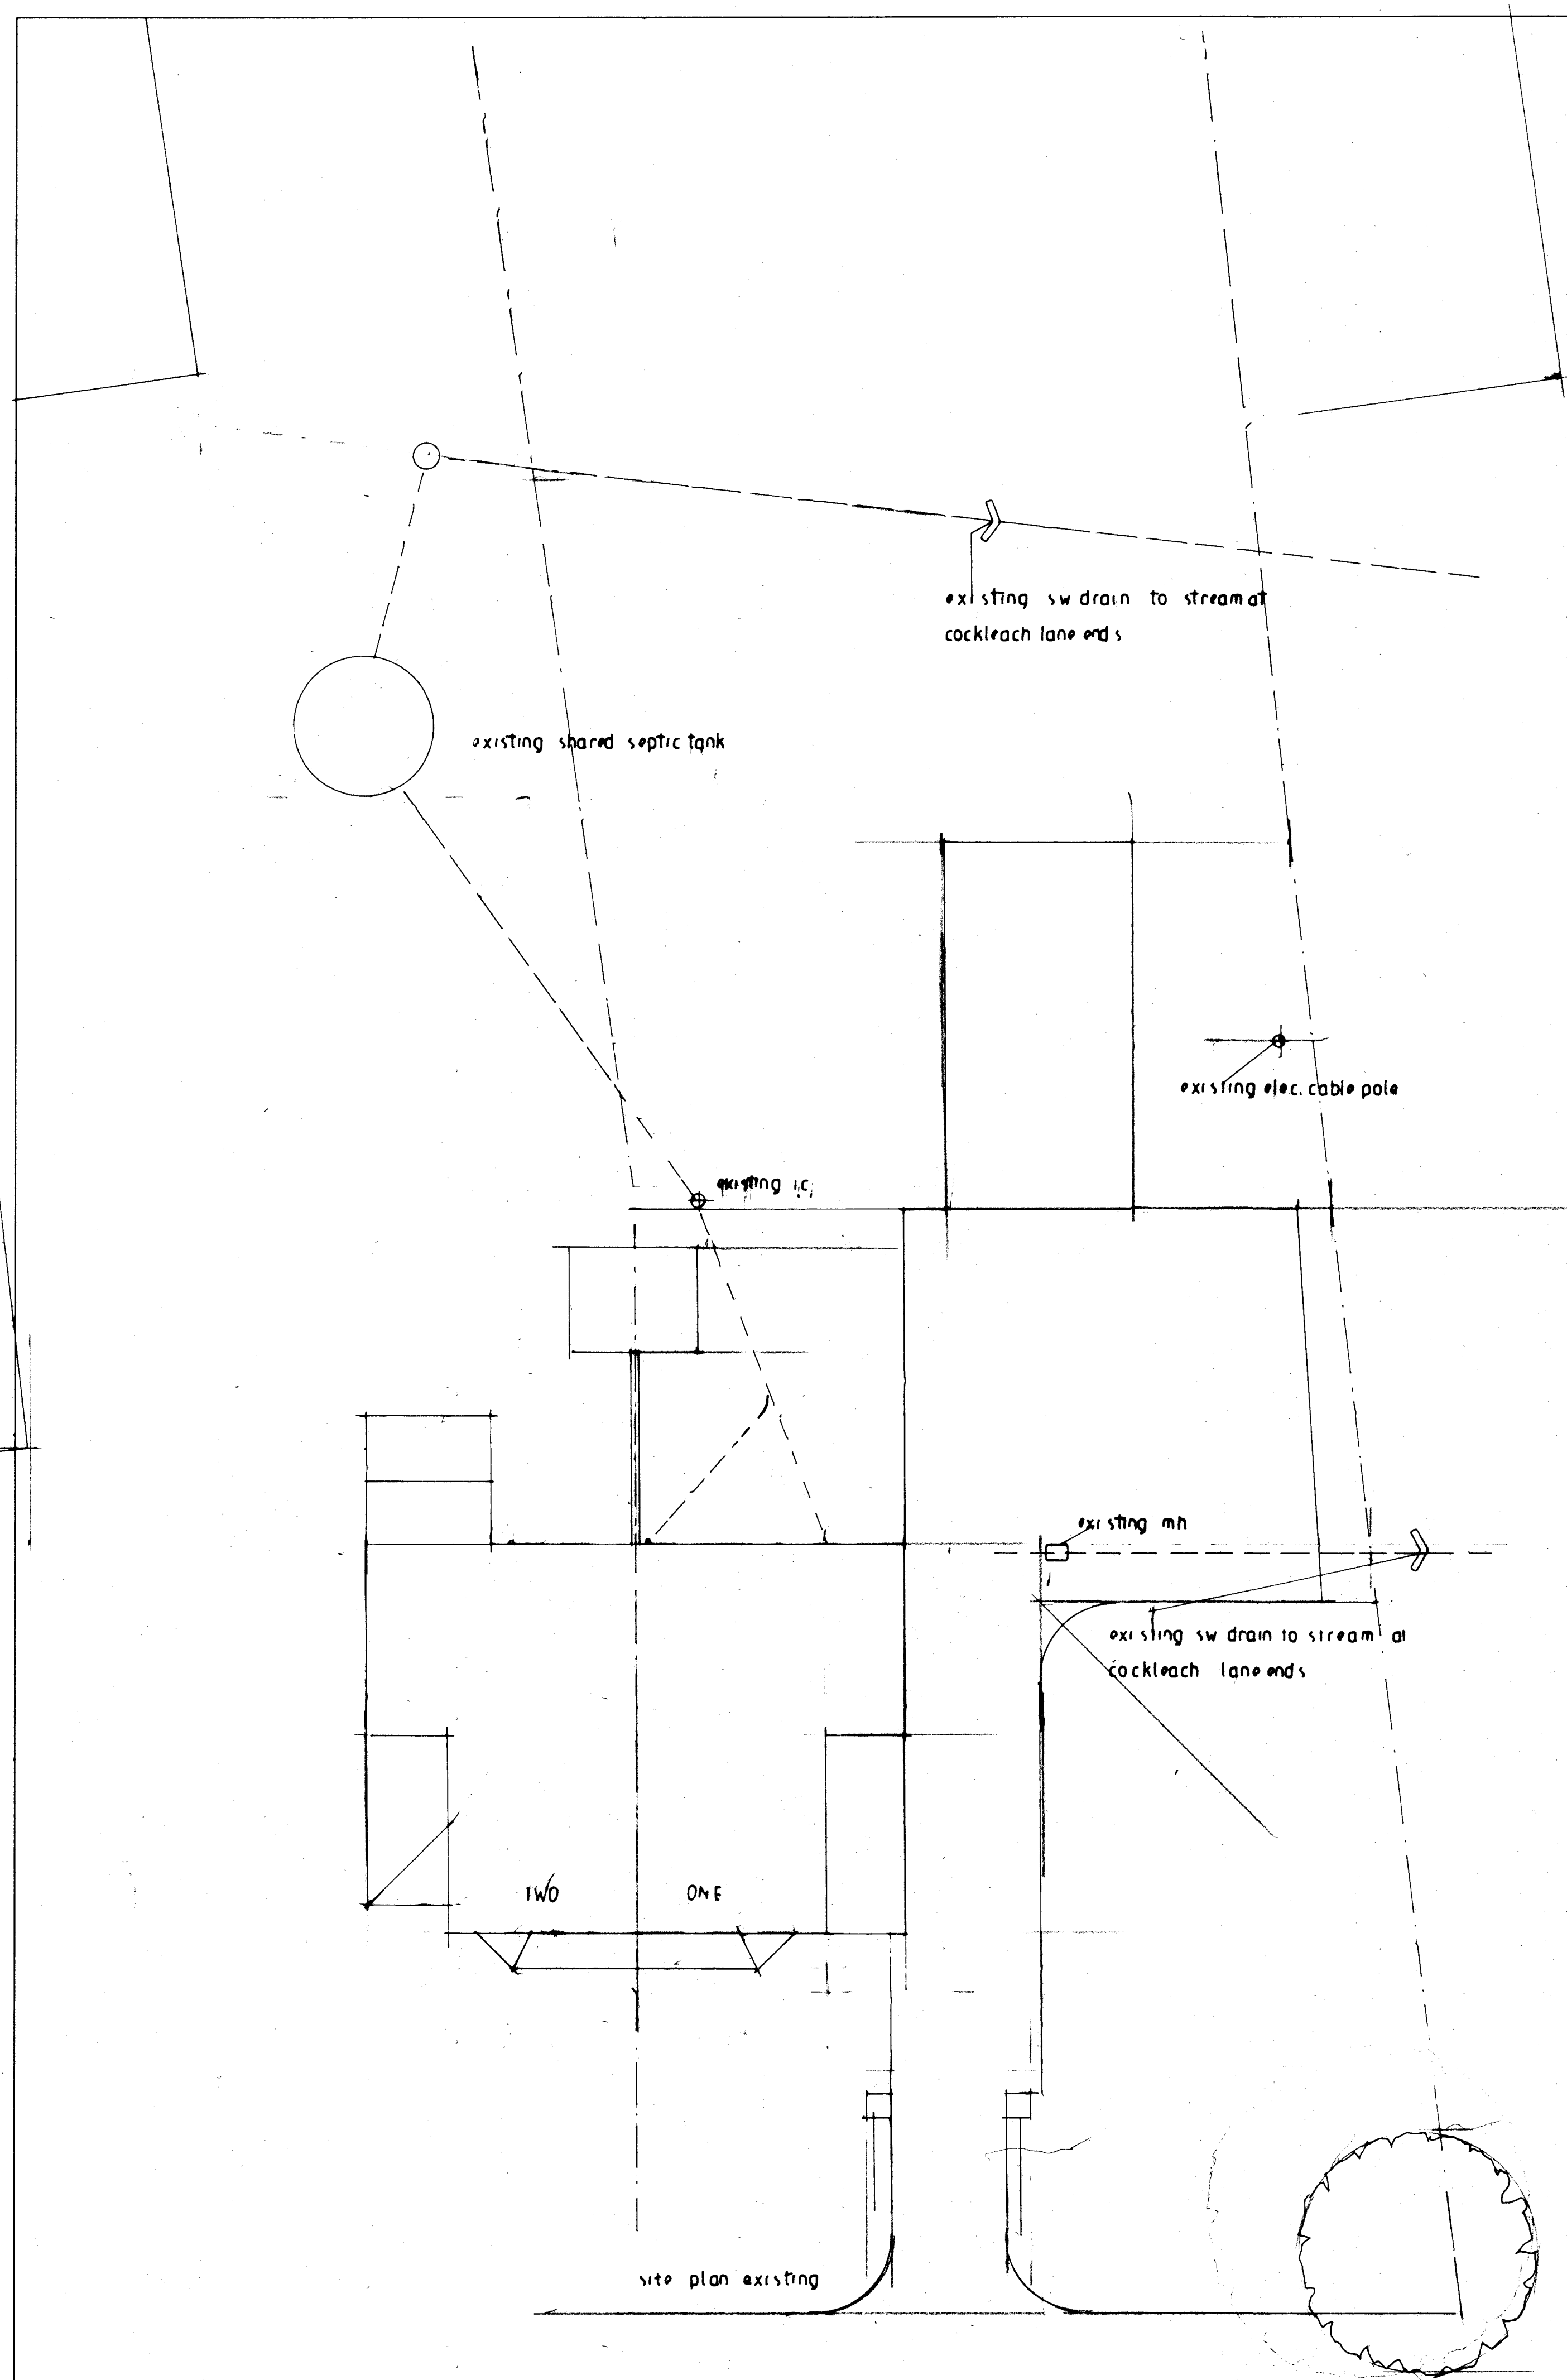 existing sw drain to stream at
cockleach lane ends
existing shared septic tank
existing elec. cable pole
existing i.c.
existing mh
existing sw drain to stream at
cockleach lane ends
TWO
ONE
site plan existing